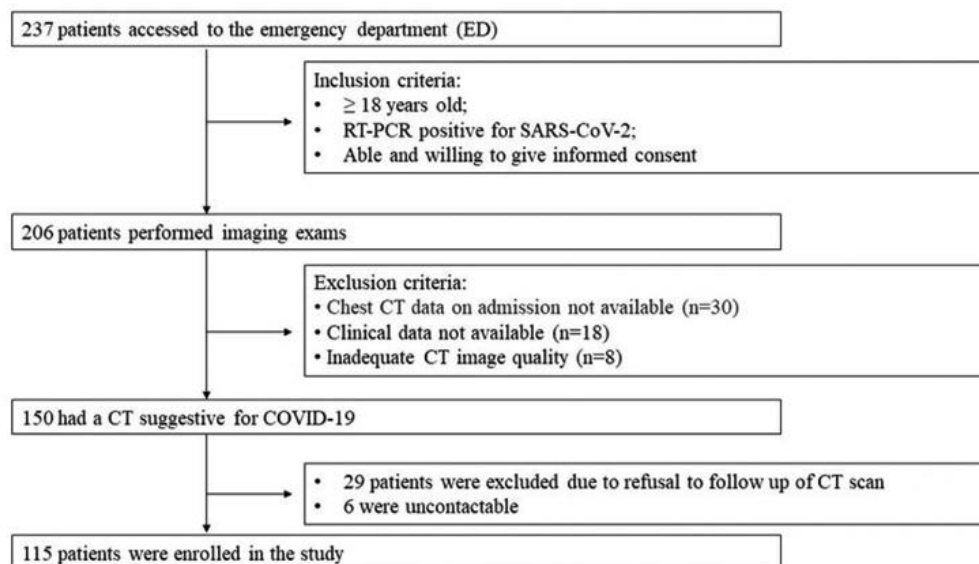 237 patients accessed to the emergency department (ED)
Inclusion criteria:
• ≥ 18 years old;
• RT-PCR positive for SARS-CoV-2;
• Able and willing to give informed consent
206 patients performed imaging exams
Exclusion criteria:
• Chest CT data on admission not available (n=30)
• Clinical data not available (n=18)
• Inadequate CT image quality (n=8)
150 had a CT suggestive for COVID-19
• 29 patients were excluded due to refusal to follow up of CT scan
• 6 were uncontactable
115 patients were enrolled in the study